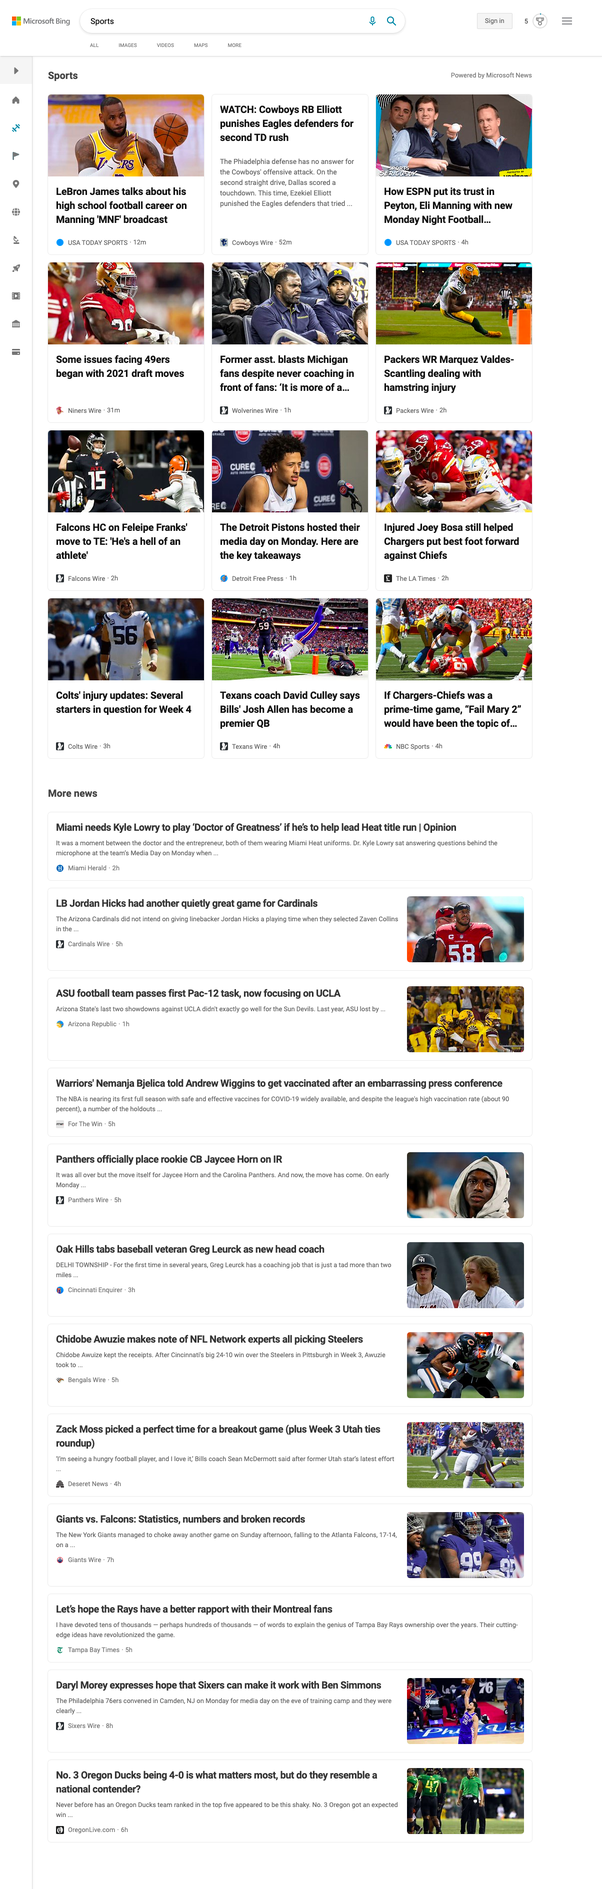 Microsoft Bing
Sports
Sign in
5
ALL
IMAGES
VIDEOS
MAPS
MORE
Sports
Powered by Microsoft News
LeBron James talks about his
high school football career on
Manning 'MNF' broadcast
USA TODAY SPORTS · 12m
WATCH: Cowboys RB Elliott
punishes Eagles defenders for
second TD rush
The Phiadelphia defense has no answer for
the Cowboys' offensive attack. On the
second straight drive, Dallas scored a
touchdown. This time, Ezekiel Elliott
punished the Eagles defenders that tried ...
Cowboys Wire · 52m
How ESPN put its trust in
Peyton, Eli Manning with new
Monday Night Football...
USA TODAY SPORTS · 4h
Some issues facing 49ers
began with 2021 draft moves
Niners Wire · 31m
Former asst. blasts Michigan
fans despite never coaching in
front of fans: 'It is more of a...
Wolverines Wire · 1h
Packers WR Marquez Valdes-
Scantling dealing with
hamstring injury
Packers Wire · 2h
15
Falcons HC on Feleipe Franks'
move to TE: 'He's a hell of an
athlete'
Falcons Wire · 2h
The Detroit Pistons hosted their
media day on Monday. Here are
the key takeaways
Detroit Free Press · 1h
Injured Joey Bosa still helped
Chargers put best foot forward
against Chiefs
The LA Times · 2h
56
Colts' injury updates: Several
starters in question for Week 4
Colts Wire · 3h
59
Texans coach David Culley says
Bills' Josh Allen has become a
premier QB
Texans Wire · 4h
If Chargers-Chiefs was a
prime-time game, “Fail Mary 2”
would have been the topic of...
NBC Sports · 4h
More news
Miami needs Kyle Lowry to play ‘Doctor of Greatness’ if he’s to help lead Heat title run | Opinion
It was a moment between the doctor and the entrepreneur, both of them wearing Miami Heat uniforms. Dr. Kyle Lowry sat answering questions behind the
microphone at the team’s Media Day on Monday when ...
Miami Herald · 2h
LB Jordan Hicks had another quietly great game for Cardinals
The Arizona Cardinals did not intend on giving linebacker Jordan Hicks a playing time when they selected Zaven Collins
in the ...
Cardinals Wire · 5h
58
ASU football team passes first Pac-12 task, now focusing on UCLA
Arizona State's last two showdowns against UCLA didn't exactly go well for the Sun Devils. Last year, ASU lost by ...
Arizona Republic · 1h
Warriors' Nemanja Bjelica told Andrew Wiggins to get vaccinated after an embarrassing press conference
The NBA is nearing its first full season with safe and effective vaccines for COVID-19 widely available, and despite the league's high vaccination rate (about 90
percent), a number of the holdouts ...
For The Win · 5h
Panthers officially place rookie CB Jaycee Horn on IR
It was all over but the move itself for Jaycee Horn and the Carolina Panthers. And now, the move has come. On early
Monday ...
Panthers Wire · 5h
Oak Hills tabs baseball veteran Greg Leurck as new head coach
DELHI TOWNSHIP - For the first time in several years, Greg Leurck has a coaching job that is just a tad more than two
miles ...
Cincinnati Enquirer · 3h
Chidobe Awuzie makes note of NFL Network experts all picking Steelers
Chidobe Awuize kept the receipts. After Cincinnati's big 24-10 win over the Steelers in Pittsburgh in Week 3, Awuzie
took to ...
Bengals Wire · 5h
Zack Moss picked a perfect time for a breakout game (plus Week 3 Utah ties
roundup)
‘I’m seeing a hungry football player, and I love it,’ Bills coach Sean McDermott said after former Utah star’s latest effort
...
Deseret News · 4h
Giants vs. Falcons: Statistics, numbers and broken records
The New York Giants managed to choke away another game on Sunday afternoon, falling to the Atlanta Falcons, 17-14,
on a ...
Giants Wire · 7h
99
Let’s hope the Rays have a better rapport with their Montreal fans
I have devoted tens of thousands — perhaps hundreds of thousands — of words to explain the genius of Tampa Bay Rays ownership over the years. Their cutting-
edge ideas have revolutionized the game.
Tampa Bay Times · 5h
Daryl Morey expresses hope that Sixers can make it work with Ben Simmons
The Philadelphia 76ers convened in Camden, NJ on Monday for media day on the eve of training camp and they were
clearly ...
Sixers Wire · 8h
76
No. 3 Oregon Ducks being 4-0 is what matters most, but do they resemble a
national contender?
Never before has an Oregon Ducks team ranked in the top five appeared to be this shaky. No. 3 Oregon got an expected
win ...
OregonLive.com · 6h
47